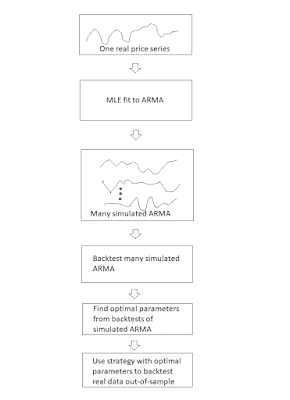 One real price series
MLE fit to ARMA
Many simulated ARMA
Backtest many simulated
ARMA
Find optimal parameters
from backtests of
simulated ARMA
Use strategy with optimal
parameters to backtest
real data out-of-sample